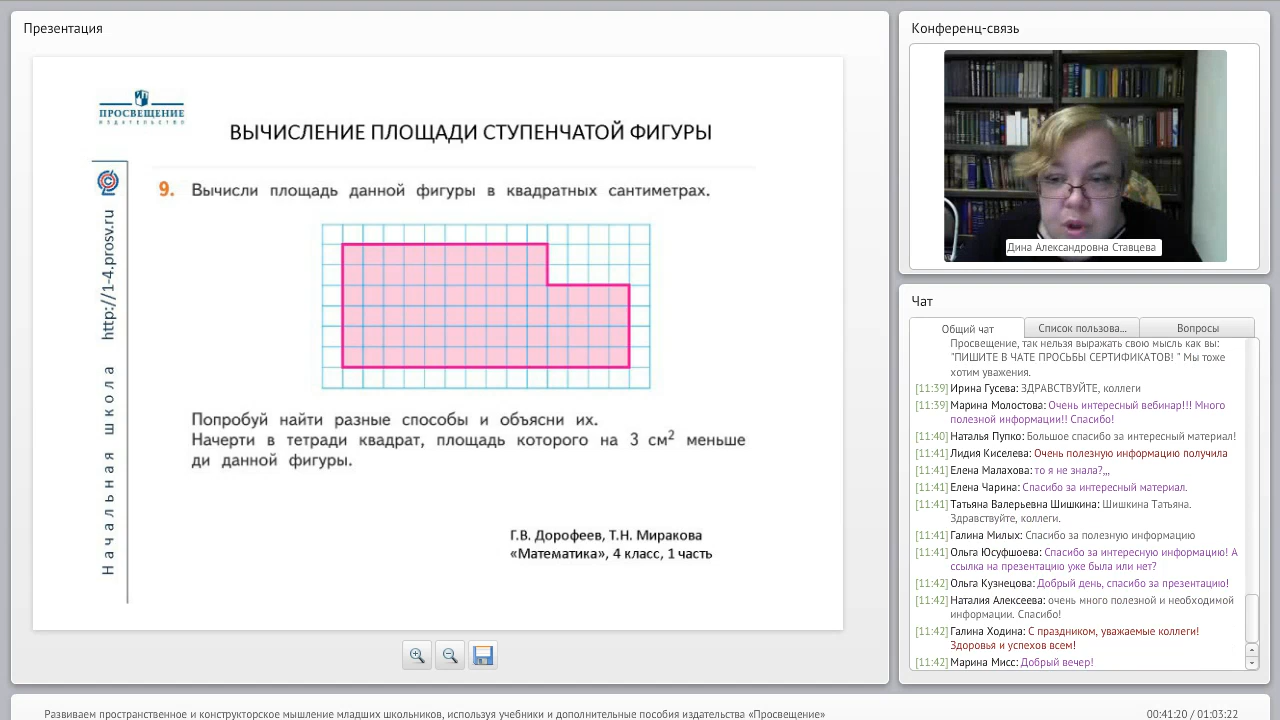 Презентация
ПРОСВЕЩЕНИЕ
ИЗДАТЕЛЬСТВО
ВЫЧИСЛЕНИЕ ПЛОЩАДИ СТУПЕНЧАТОЙ ФИГУРЫ
9. Вычисли площадь данной фигуры в квадратных сантиметрах.
Попробуй найти разные способы и объясни их.
Начерти в тетради квадрат, площадь которого на 3 см² меньше
ди данной фигуры.
Г.В. Дорофеев, Т.Н. Миракова
«Математика», 4 класс, 1 часть
Начальная школа http://1-4.prosv.ru
Конференц-связь
Дина Александровна Ставцева
Чат
Общий чат
Список пользова...
Вопросы
Просвещение, так нельзя выражать свою мысль как вы:
"ПИШИТЕ В ЧАТЕ ПРОСЬБЫ СЕРТИФИКАТОВ! " Мы тоже
хотим уважения.
[11:39] Ирина Гусева: ЗДРАВСТВУЙТЕ, коллеги
[11:39] Марина Молостова: Очень интересный вебинар!!! Много
полезной информации!! Спасибо!
[11:40] Наталья Пупко: Большое спасибо за интересный материал!
[11:41] Лидия Киселева: Очень полезную информацию получила
[11:41] Елена Малахова: то я не знала?,,,
[11:41] Елена Чарина: Спасибо за интересный материал.
[11:41] Татьяна Валерьевна Шишкина: Шишкина Татьяна.
Здравствуйте, коллеги.
[11:41] Галина Милых: Спасибо за полезную информацию
[11:41] Ольга Юсуфшоева: Спасибо за интересную информацию! А
ссылка на презентацию уже была или нет?
[11:42] Ольга Кузнецова: Добрый день, спасибо за презентацию!
[11:42] Наталия Алексеева: очень много полезной и необходимой
информации. Спасибо!
[11:42] Галина Ходина: С праздником, уважаемые коллеги!
Здоровья и успехов всем!
[11:42] Марина Мисс: Добрый вечер!
Развиваем пространственное и конструкторское мышление младших школьников, используя учебники и дополнительные пособия издательства «Просвещение»
00:41:20 / 01:03:22